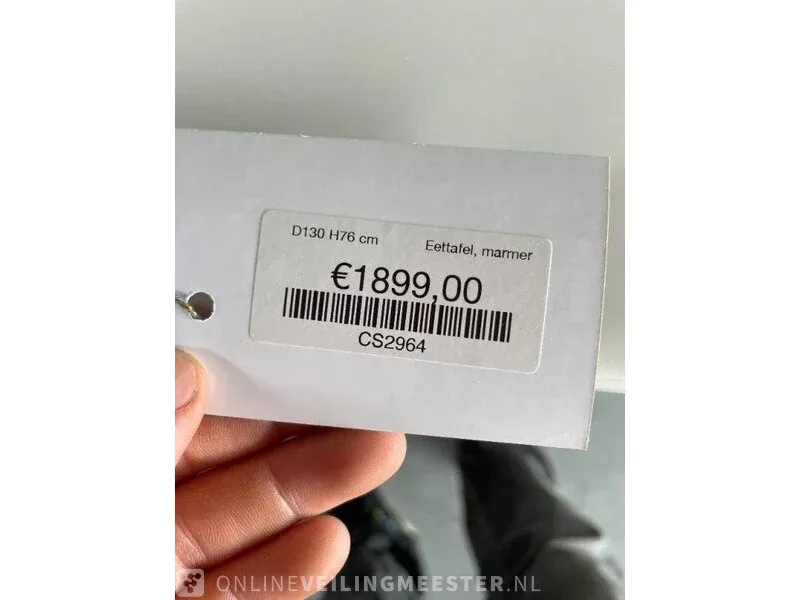 D130 H76 cm Eettafel, marmer
€1899,00
CS2964
ONLINEVEILINGMEESTER.NL